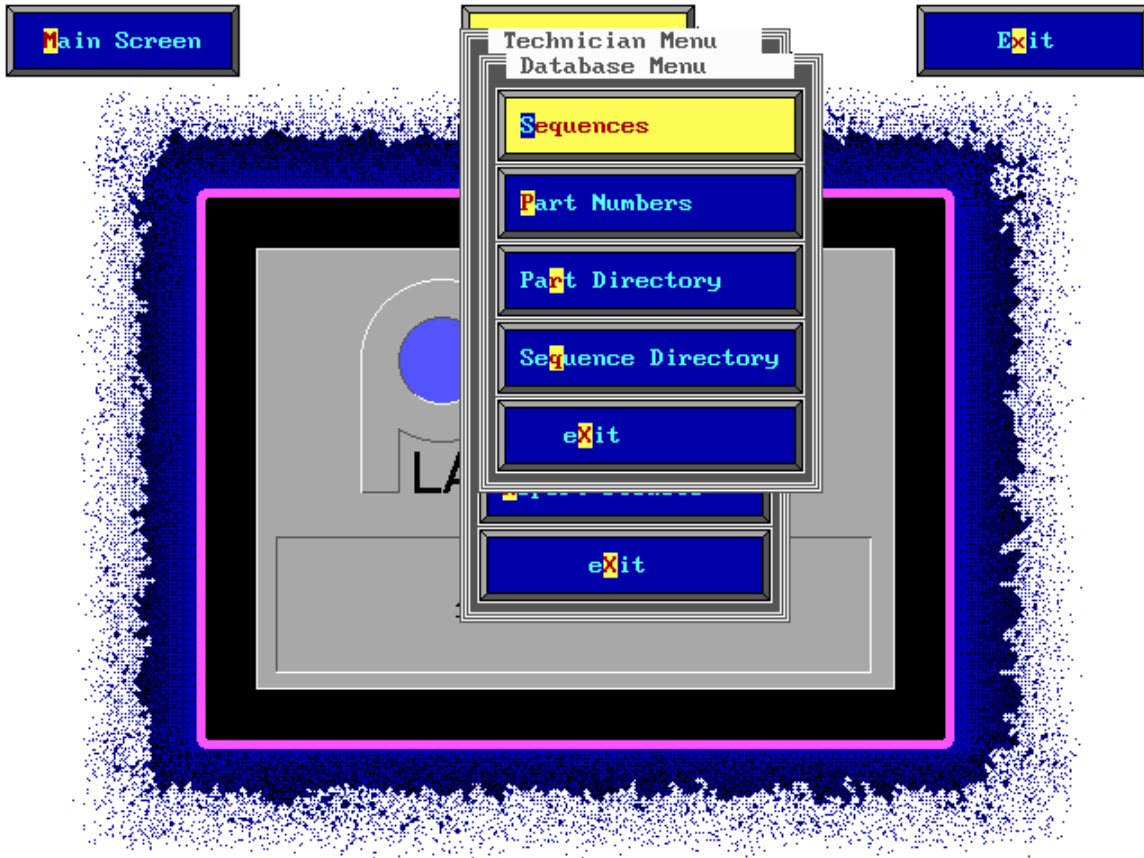 Main Screen
Exit
Technician Menu
Database Menu
Sequences
Part Numbers
Part Directory
Sequence Directory
eXit
LA
eXit